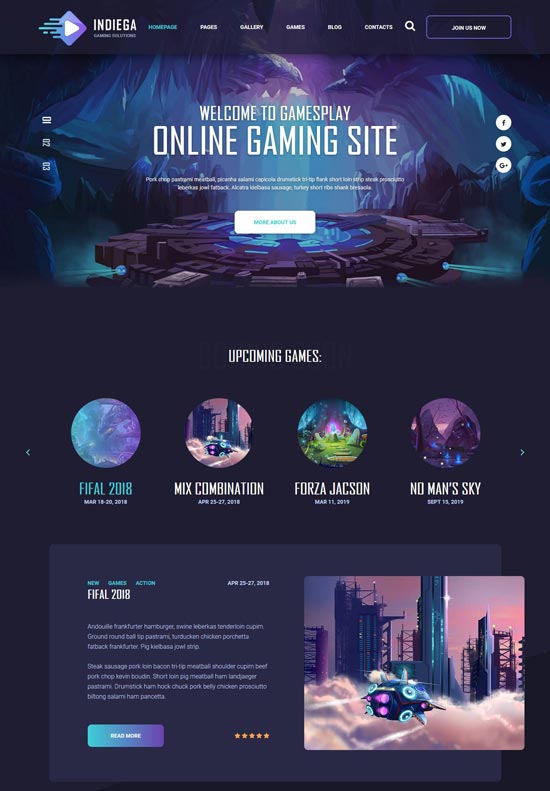 INDIEGA
GAMING SOLUTIONS
HOMEPAGE PAGES GALLERY GAMES BLOG CONTACTS JOIN US NOW
01
02
03
WELCOME TO GAMESPLAY
ONLINE GAMING SITE
Pork chop pastrami meatball, picanha salami capicola drumstick tri-tip flank short loin strip steak prosciutto
leberkas jowl fatback. Alcatra kielbasa sausage, turkey short ribs shank bresaola.
MORE ABOUT US
UPCOMING GAMES:
FIFAL 2018 MIX COMBINATION FORZA JACSON NO MAN'S SKY
MAR 18-20, 2018 APR 25-27, 2018 MAR 11, 2019 SEPT 15, 2019
NEW GAMES ACTION APR 25-27, 2018
FIFAL 2018
Andouille frankfurter hamburger, swine leberkas tenderloin cupim.
Ground round ball tip pastrami, turducken chicken porchetta
fatback frankfurter. Pig kielbasa jowl strip.
Steak sausage pork loin bacon tri-tip meatball shoulder cupim beef
pork chop kevin boudin. Short loin pig meatball ham landjaeger
pastrami. Drumstick ham hock chuck pork belly chicken prosciutto
biltong salami ham pancetta.
READ MORE